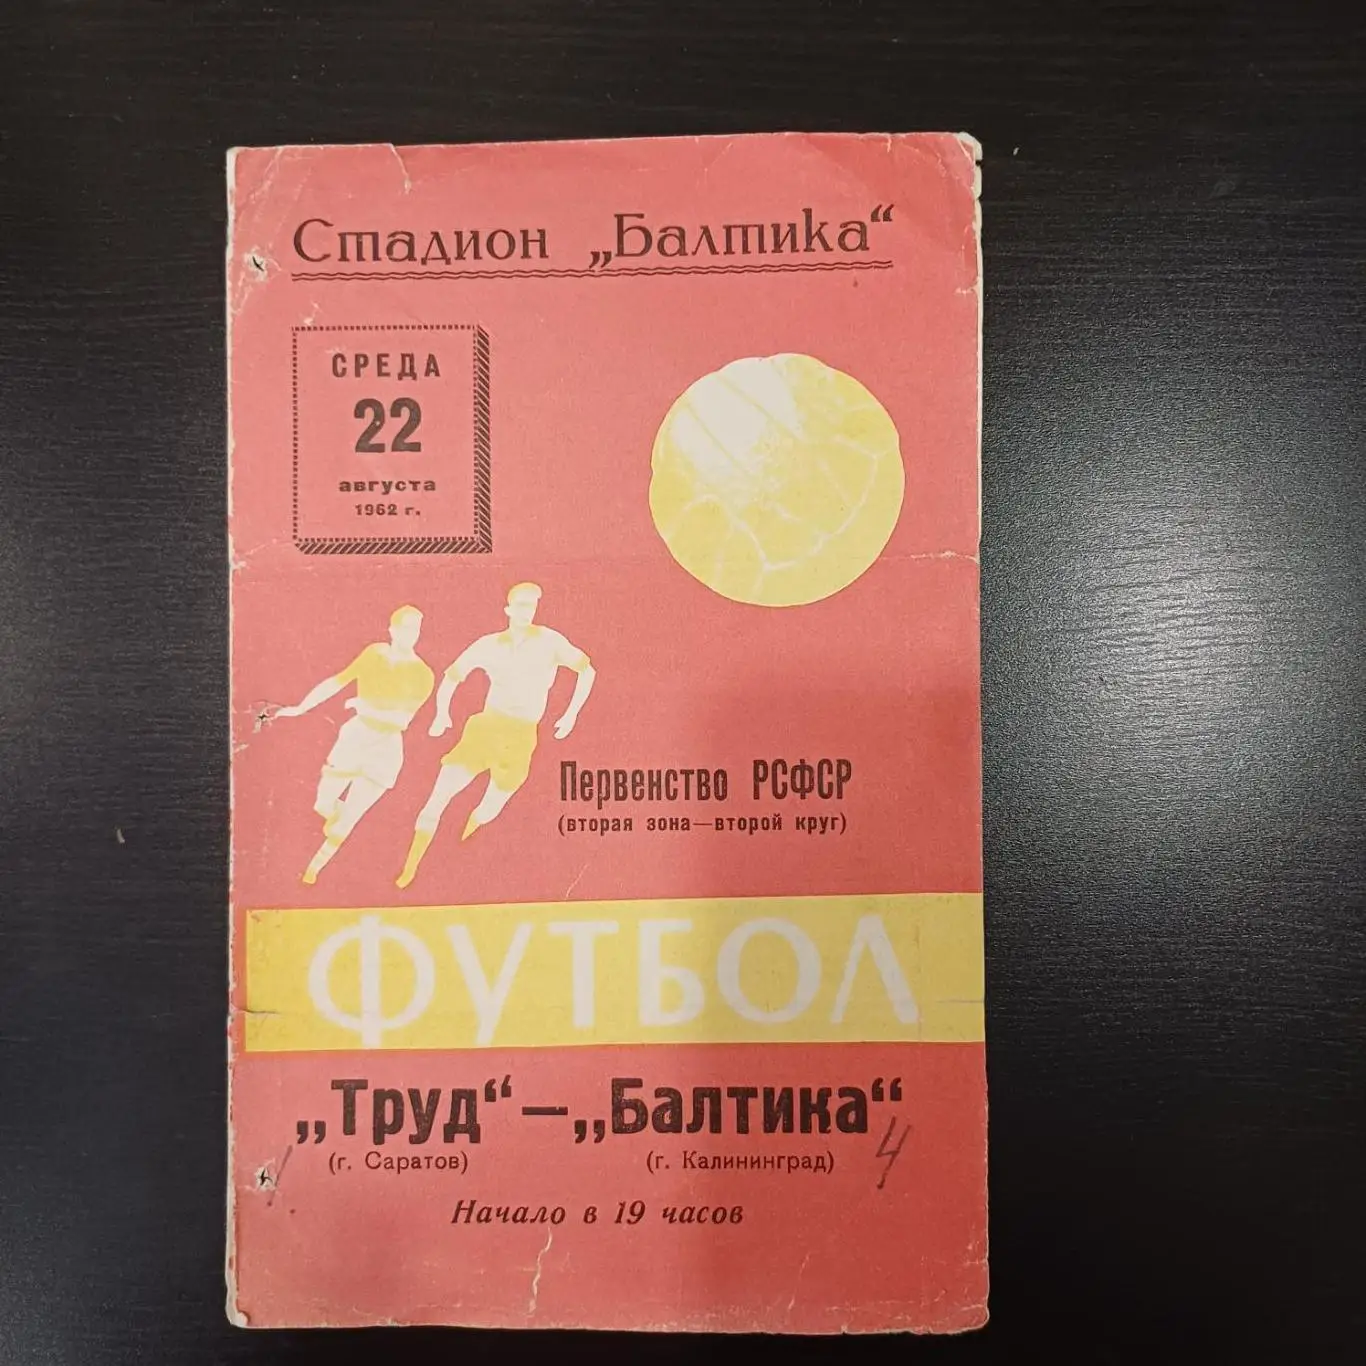 Стадион „Балтика“
СРЕДА
22
августа
1962 г.
Первенство РСФСР
(вторая зона—второй круг)
ФУТБОЛ
„Труд“—„Балтика“
(г. Саратов) (г. Калининград)
1 4
Начало в 19 часов